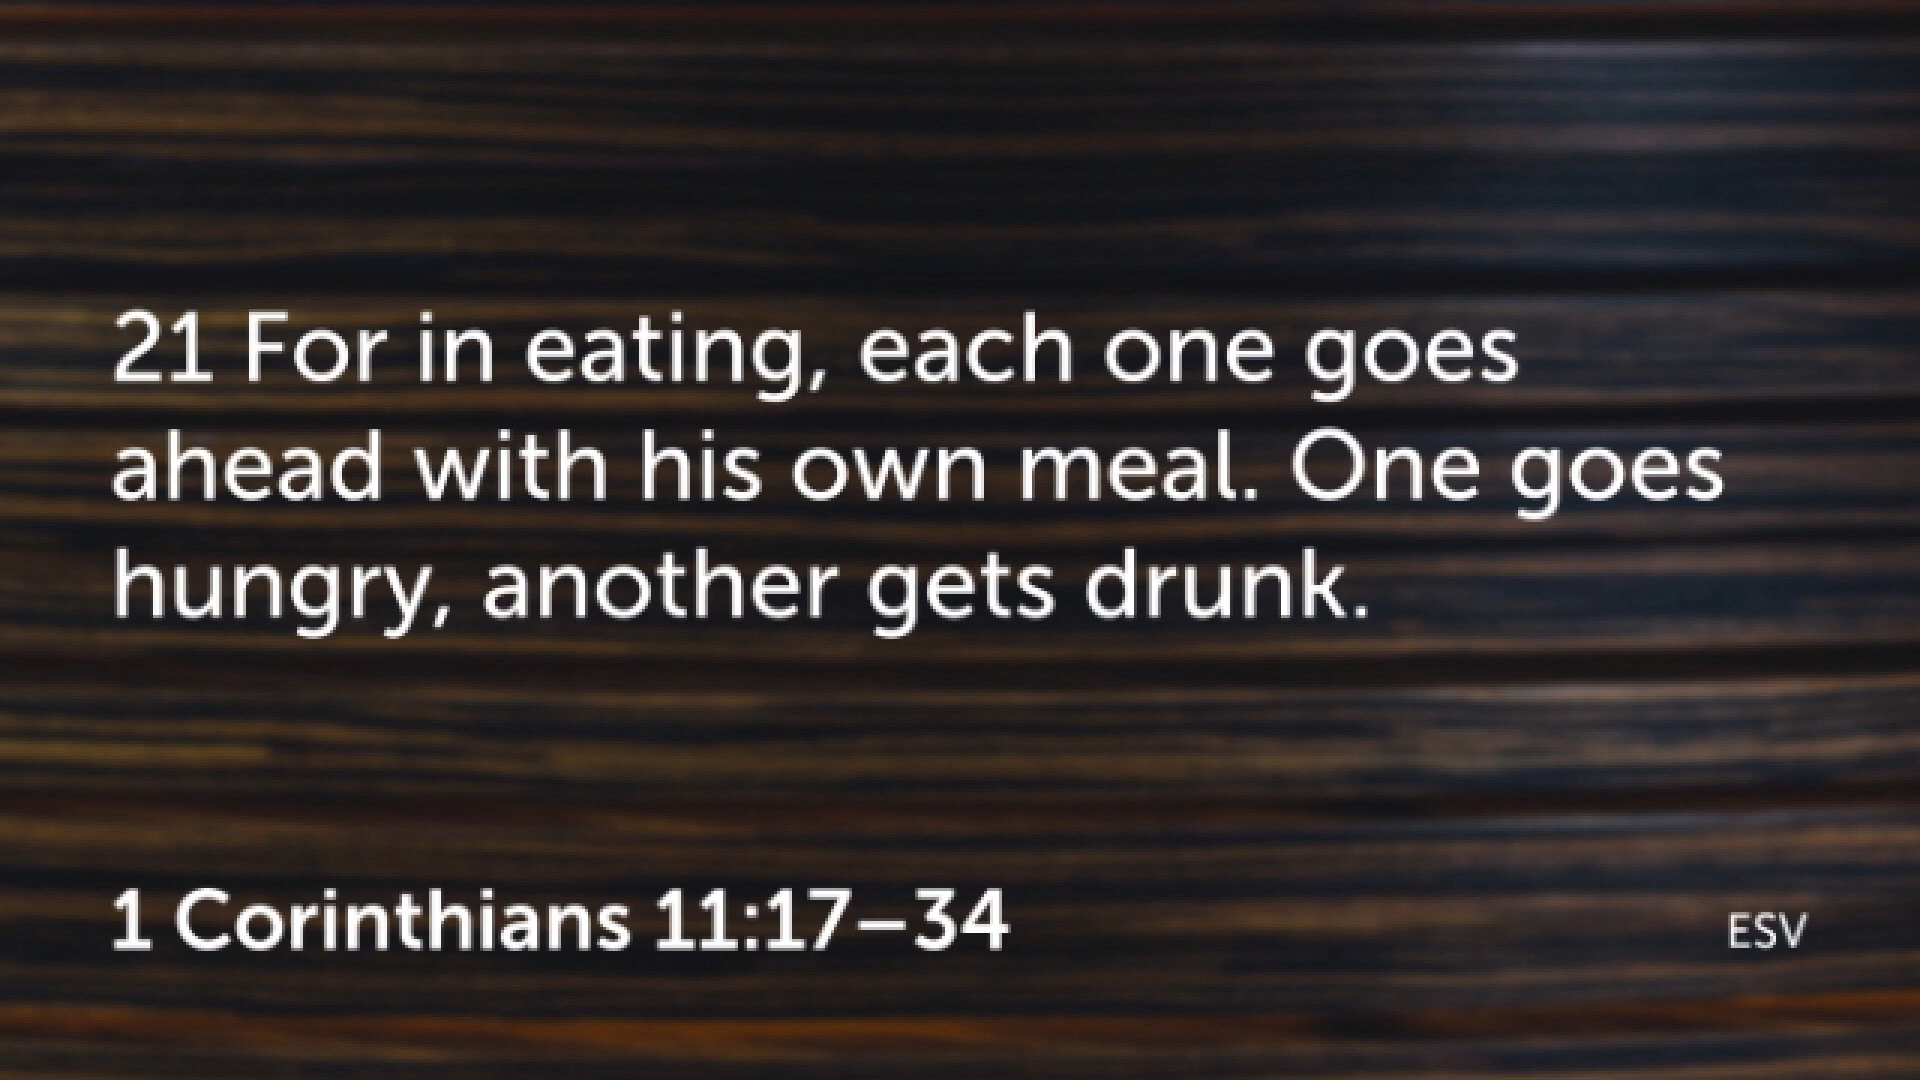 21 For in eating, each one goes
ahead with his own meal. One goes
hungry, another gets drunk.
1 Corinthians 11:17–34
ESV